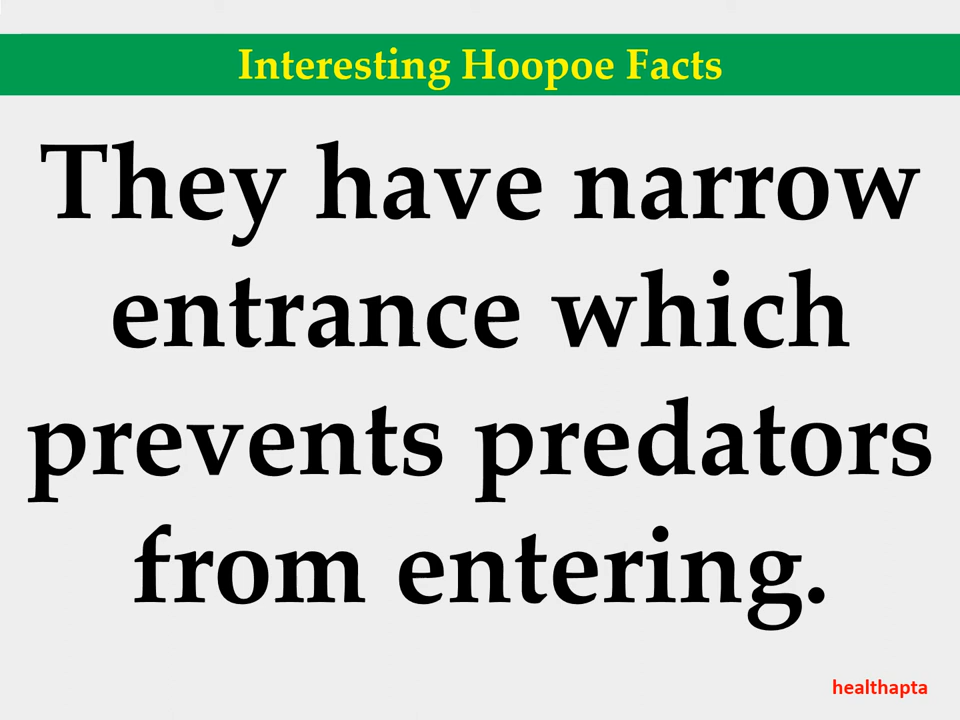 Interesting Hoopoe Facts
They have narrow
entrance which
prevents predators
from entering.
healthapta